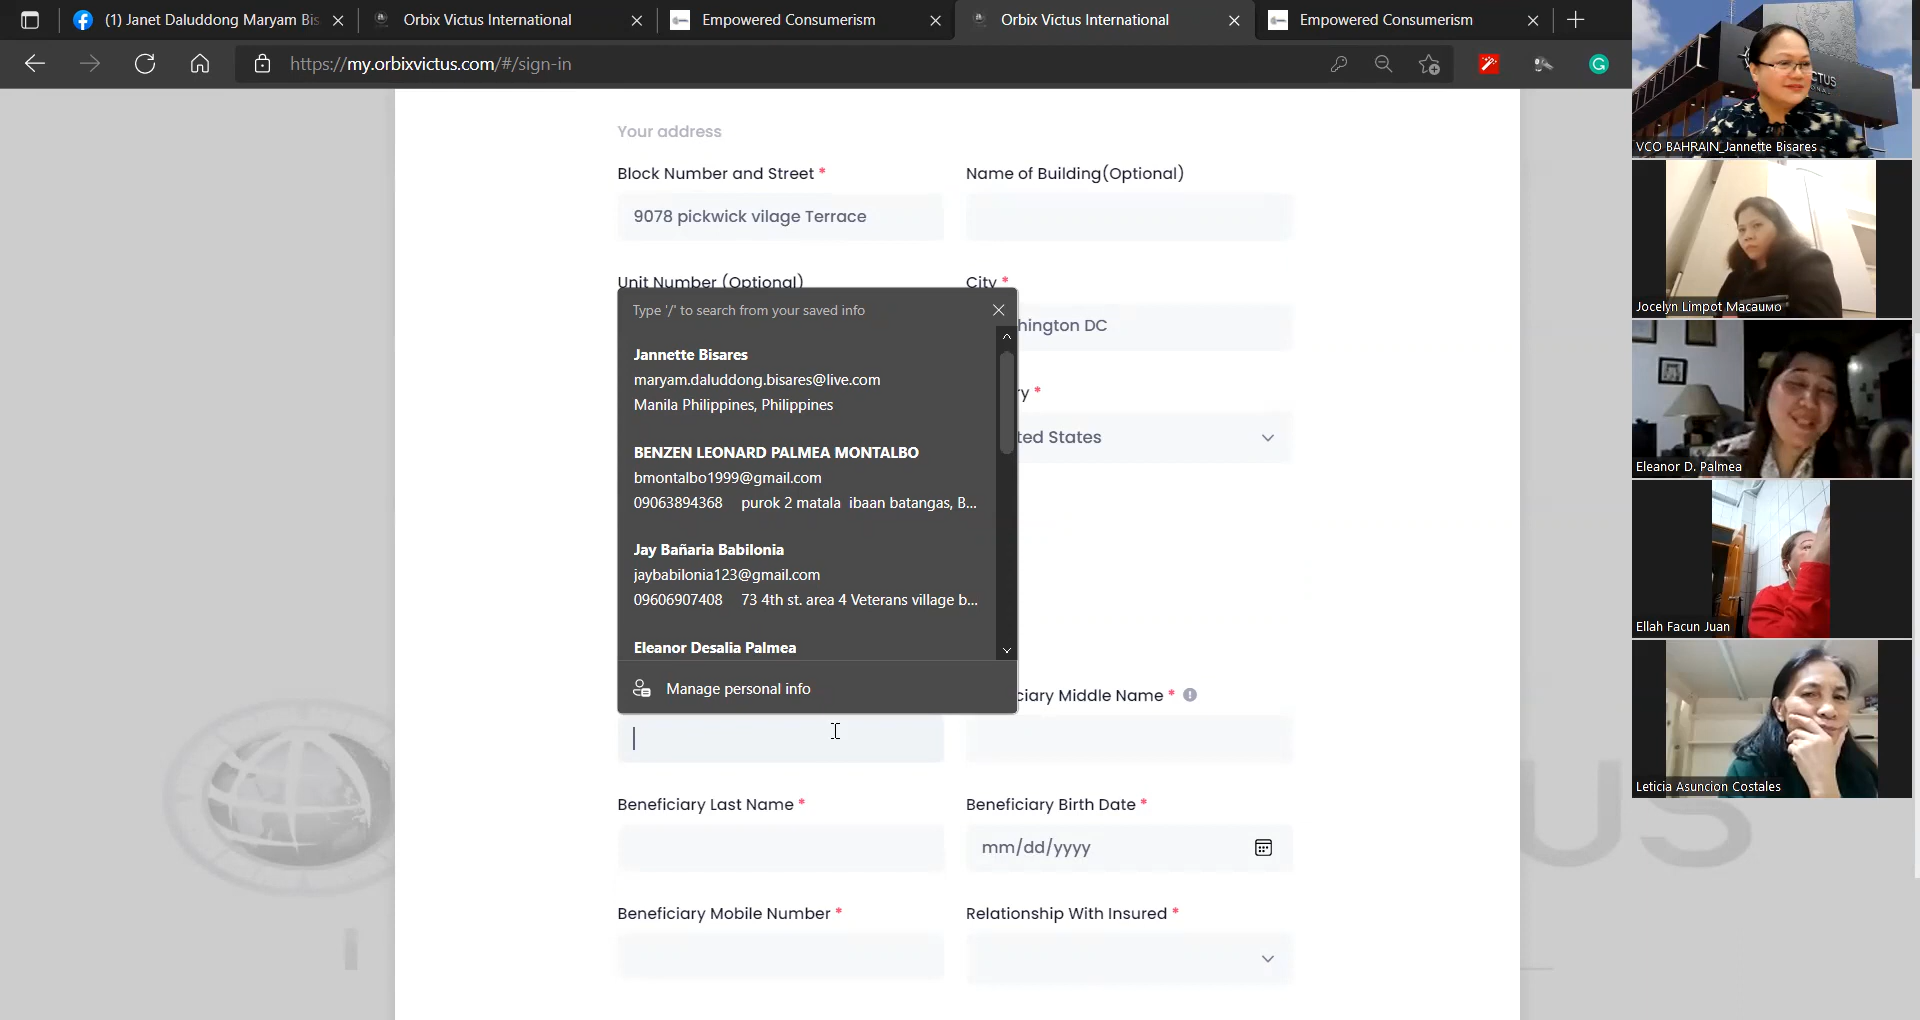 (1) Janet Daluddong Maryam Bis
Orbix Victus International
Empowered Consumerism
Orbix Victus International
Empowered Consumerism
https://my.orbixvictus.com/#/sign-in
Your address
Block Number and Street *
Name of Building(Optional)
9078 pickwick vilage Terrace
Unit Number (Optional)
City *
hington DC
ry *
ted States
Type '/' to search from your saved info
Jannette Bisares
maryam.daluddong.bisares@live.com
Manila Philippines, Philippines
BENZEN LEONARD PALMEA MONTALBO
bmontalbo1999@gmail.com
09063894368 purok 2 matala ibaan batangas, B...
Jay Bañaria Babilonia
jaybabilonia123@gmail.com
09606907408 73 4th st. area 4 Veterans village b...
Eleanor Desalia Palmea
Manage personal info
ciary Middle Name *
Beneficiary Last Name *
Beneficiary Birth Date *
mm/dd/yyyy
Beneficiary Mobile Number *
Relationship With Insured *
VCO BAHRAIN_Jannette Bisares
Jocelyn Limpot Macaumo
Eleanor D. Palmea
Ellah Facun Juan
Leticia Asuncion Costales
US